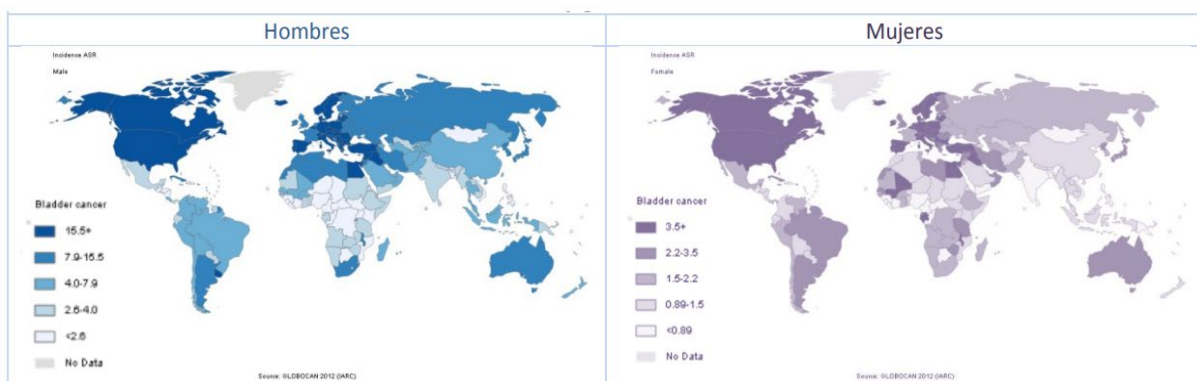 Hombres
Incidense ASR
Male
Bladder cancer
15.5+
7.9-15.5
4.0-7.9
2.6-4.0
<2.6
No Data
Source: GLOBOCAN 2012 (IARC)
Mujeres
Incidense ASR
Female
Bladder cancer
3.5+
2.2-3.5
1.5-2.2
0.89-1.5
<0.89
No Data
Source: GLOBOCAN 2012 (IARC)